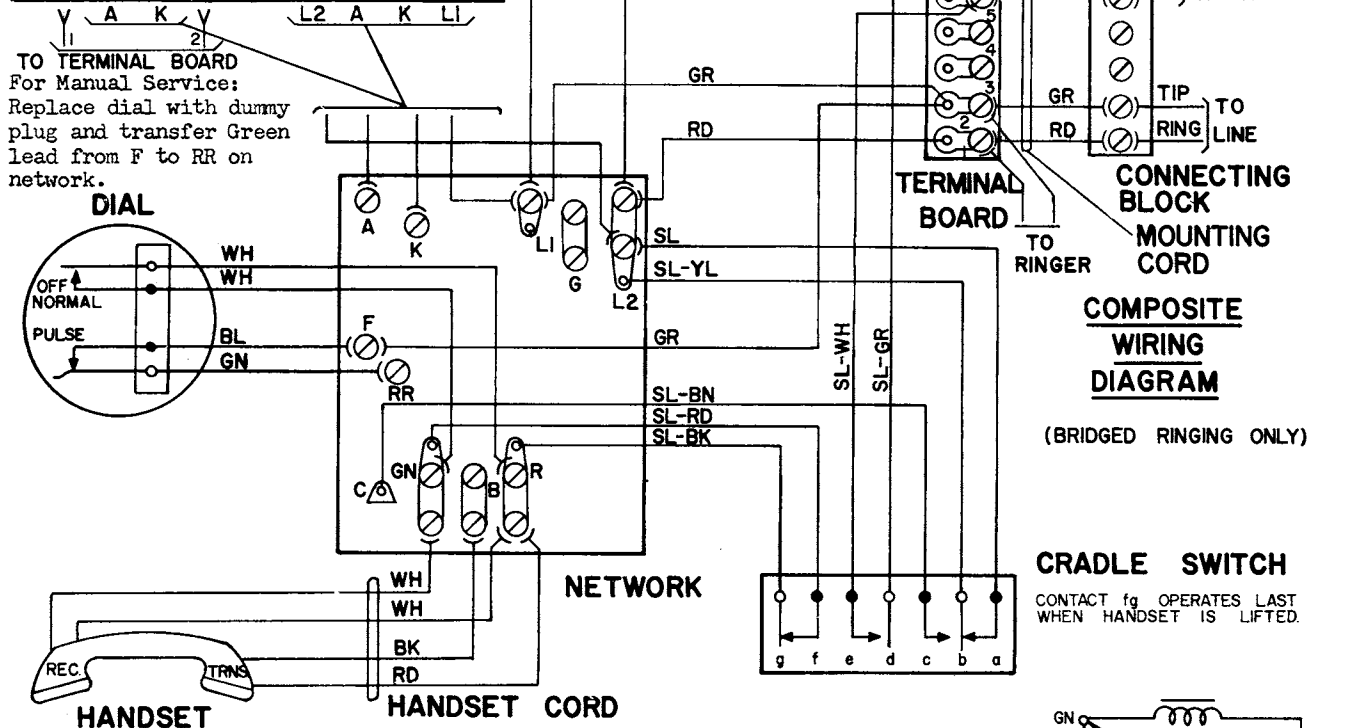 V A K V
L2 A K L1
1 2
TO TERMINAL BOARD
For Manual Service:
Replace dial with dummy
plug and transfer Green
lead from F to RR on
network.
DIAL
OFF
NORMAL
PULSE
WH
WH
BL
GN
A
K
L1
G
L2
F
RR
C
GN
B
R
NETWORK
GR
RD
SL
SL-YL
GR
SL-BN
SL-RD
SL-BK
SL-WH
SL-GR
5
4
3
2
1
TERMINAL
BOARD
GR
RD
TIP
RING
TO
LINE
CONNECTING
BLOCK
MOUNTING
CORD
TO
RINGER
COMPOSITE
WIRING
DIAGRAM
(BRIDGED RINGING ONLY)
CRADLE SWITCH
CONTACT fg OPERATES LAST
WHEN HANDSET IS LIFTED.
g f e d c b a
WH
WH
BK
RD
REC.
TRNS
HANDSET
HANDSET CORD
GN